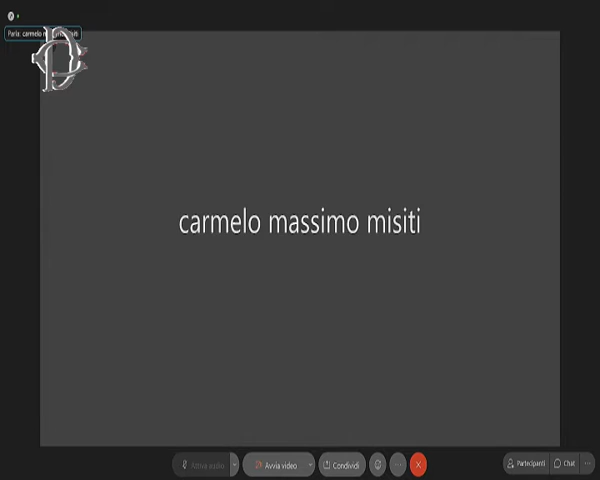 Parla: carmelo
carmelo massimo misiti
Attiva audio
Avvia video
Condividi
Partecipanti
Chat